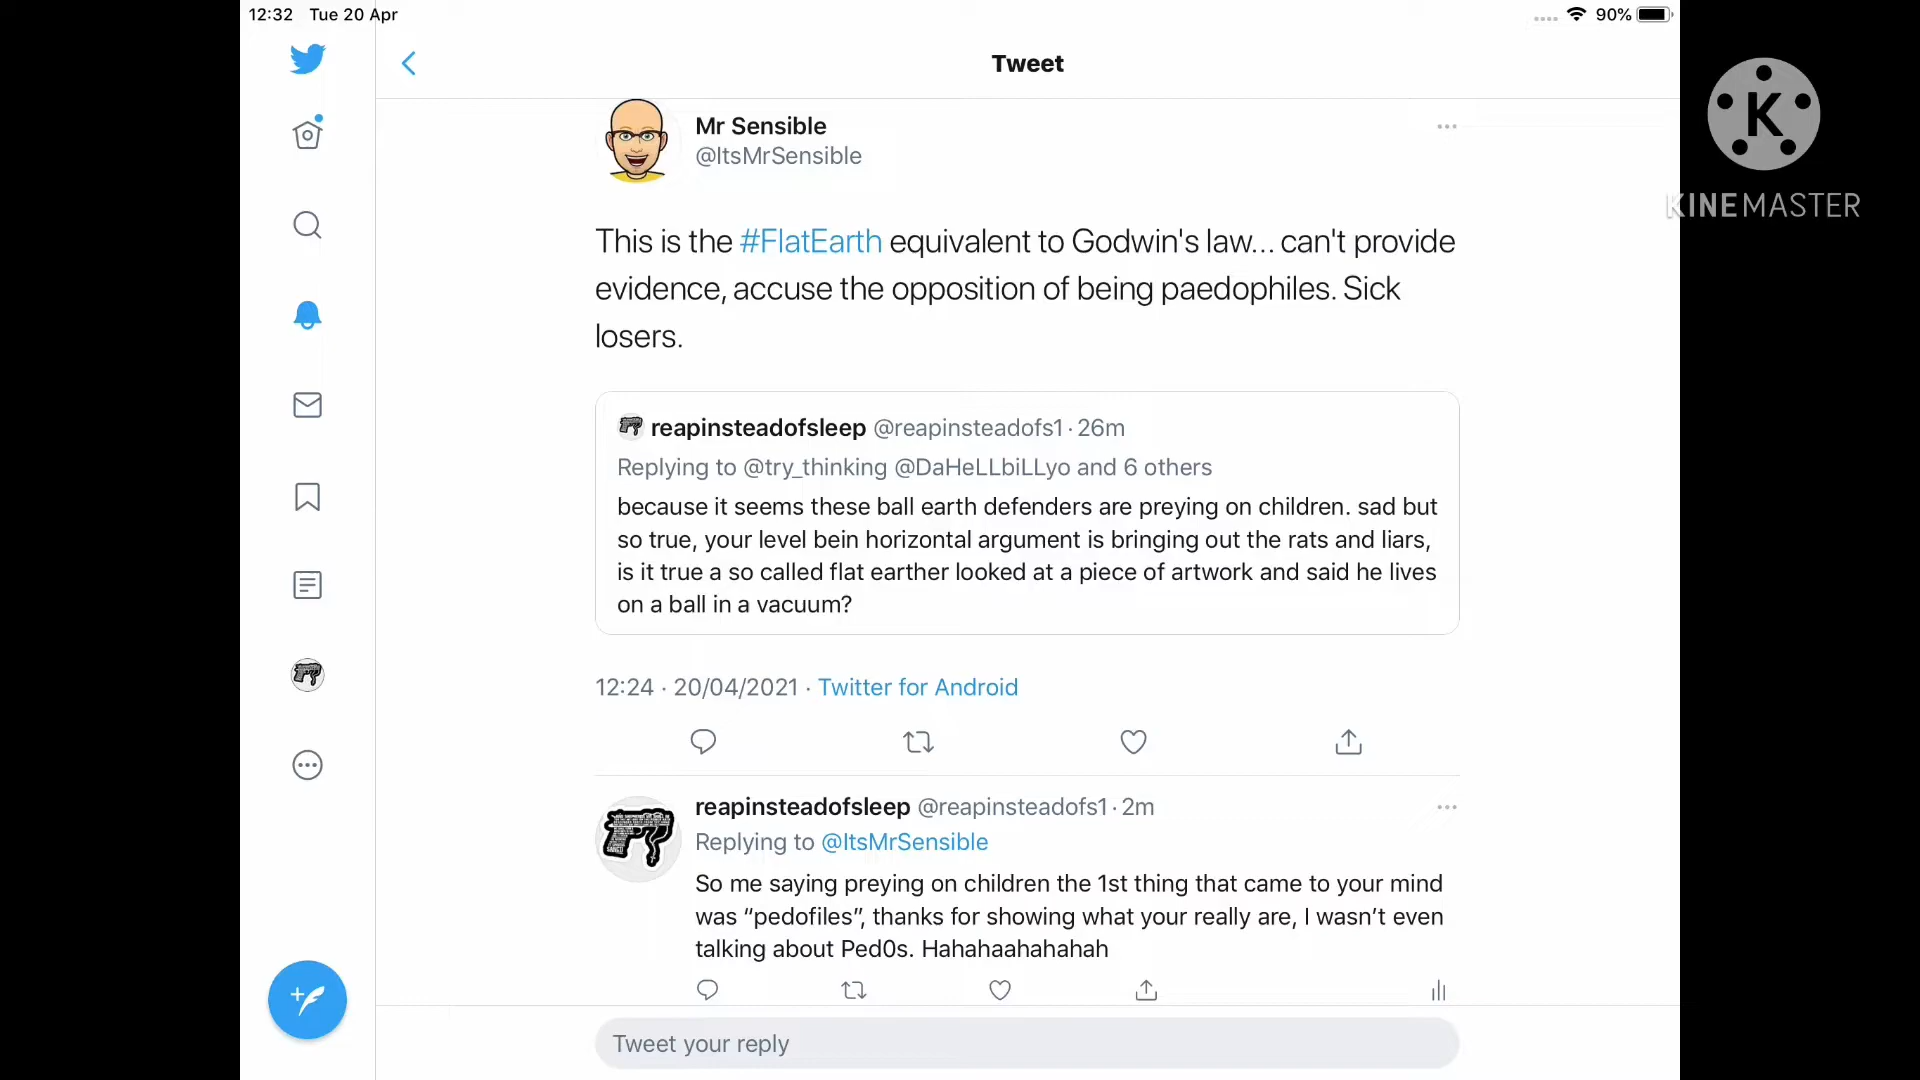 12:32 Tue 20 Apr
90%
Tweet
K
KINEMASTER
Mr Sensible
@ItsMrSensible
This is the #FlatEarth equivalent to Godwin's law... can't provide
evidence, accuse the opposition of being paedophiles. Sick
losers.
reapinsteadofsleep @reapinsteadofs1 · 26m
Replying to @try_thinking @DaHeLLbiLLyo and 6 others
because it seems these ball earth defenders are preying on children. sad but
so true, your level bein horizontal argument is bringing out the rats and liars,
is it true a so called flat earther looked at a piece of artwork and said he lives
on a ball in a vacuum?
12:24 · 20/04/2021 · Twitter for Android
reapinsteadofsleep @reapinsteadofs1 · 2m
Replying to @ItsMrSensible
So me saying preying on children the 1st thing that came to your mind
was “pedofiles”, thanks for showing what your really are, I wasn’t even
talking about Ped0s. Hahahaahahahah
Tweet your reply